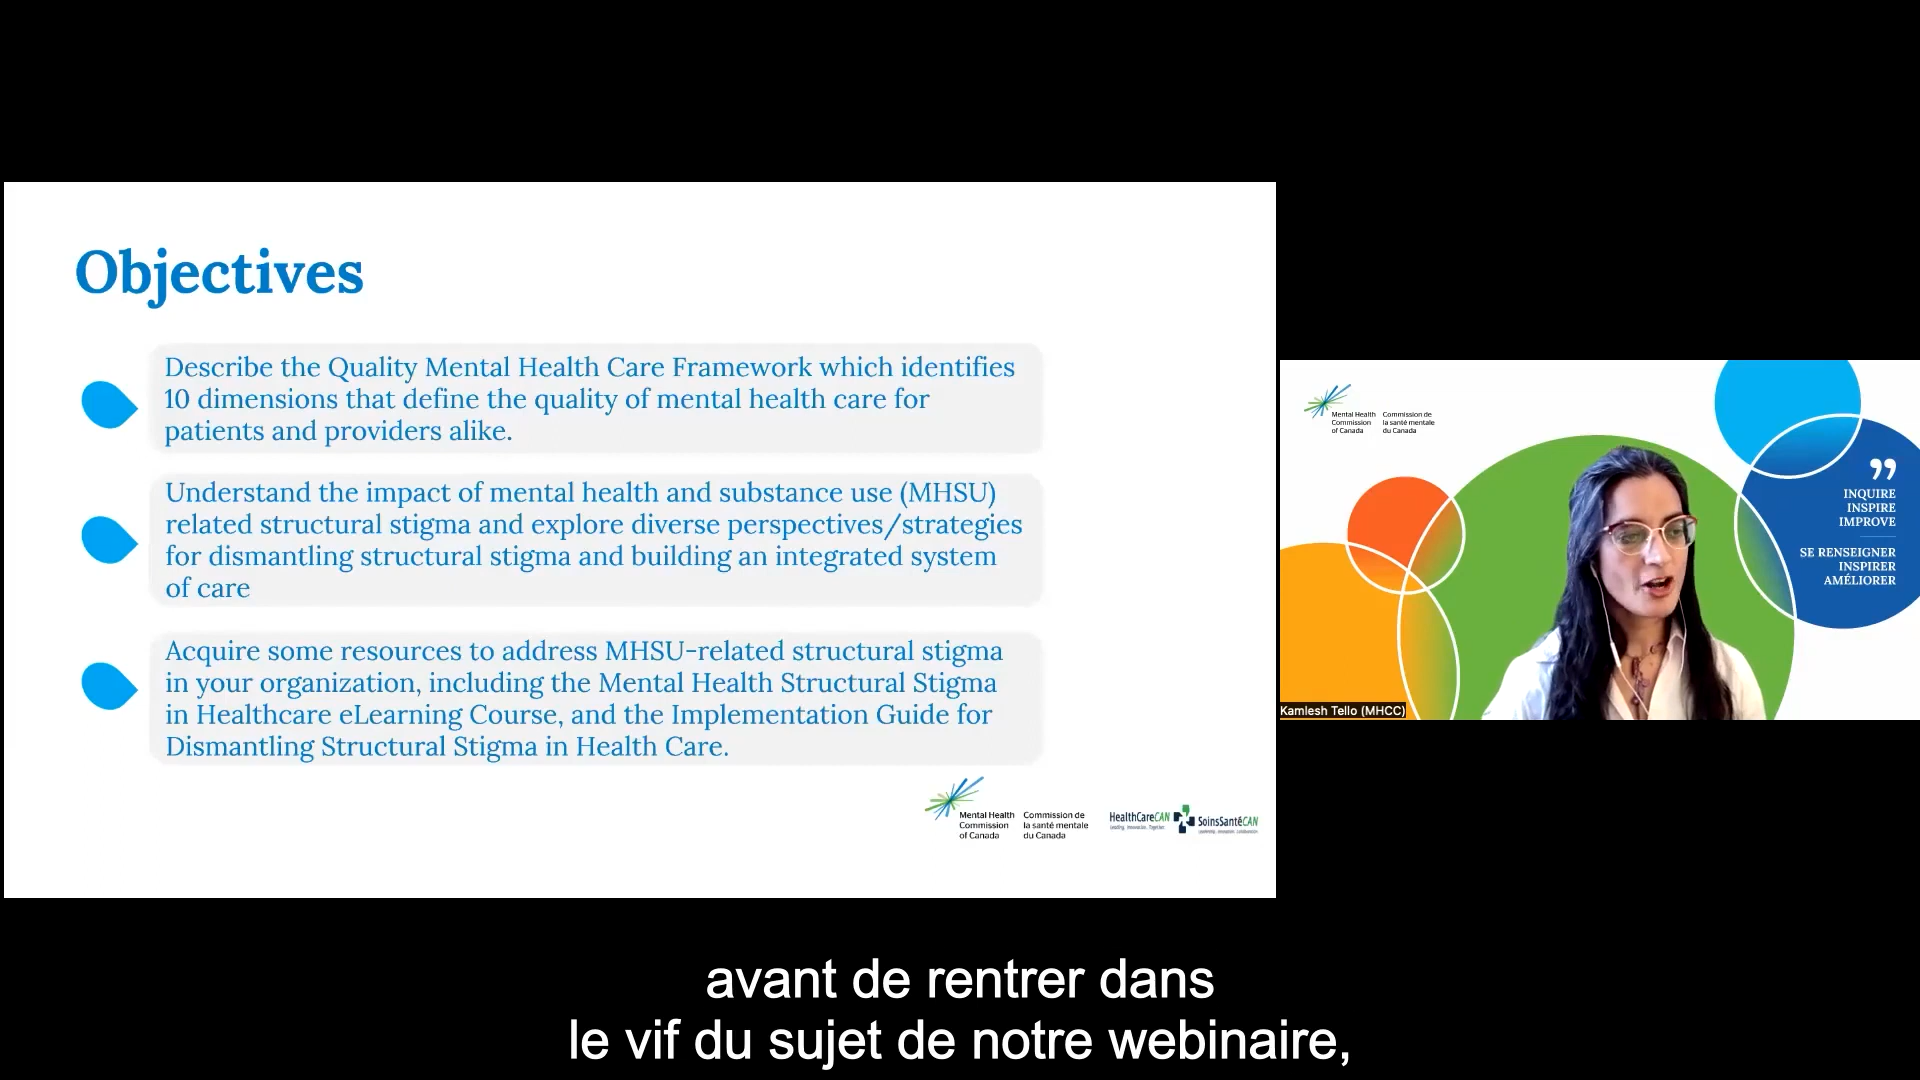 Objectives
Describe the Quality Mental Health Care Framework which identifies
10 dimensions that define the quality of mental health care for
patients and providers alike.
Understand the impact of mental health and substance use (MHSU)
related structural stigma and explore diverse perspectives/strategies
for dismantling structural stigma and building an integrated system
of care
Acquire some resources to address MHSU-related structural stigma
in your organization, including the Mental Health Structural Stigma
in Healthcare eLearning Course, and the Implementation Guide for
Dismantling Structural Stigma in Health Care.
Mental Health
Commission
of Canada
Commission de
la santé mentale
du Canada
HealthCareCAN
SoinsSantéCAN
Mental Health
Commission
of Canada
Commission de
la santé mentale
du Canada
INQUIRE
INSPIRE
IMPROVE
SE RENSEIGNER
INSPIRER
AMÉLIORER
Kamlesh Tello (MHCC)
avant de rentrer dans
le vif du sujet de notre webinaire,